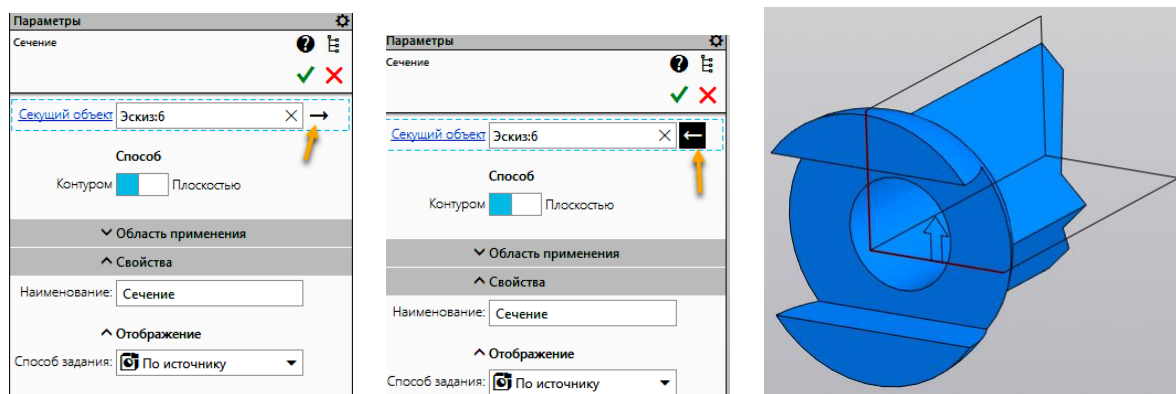 Параметры
Сечение
Секущий объект Эскиз:6
Способ
Контуром Плоскостью
Область применения
Свойства
Наименование: Сечение
Отображение
Способ задания: По источнику
Параметры
Сечение
Секущий объект Эскиз:6
Способ
Контуром Плоскостью
Область применения
Свойства
Наименование: Сечение
Отображение
Способ задания: По источнику